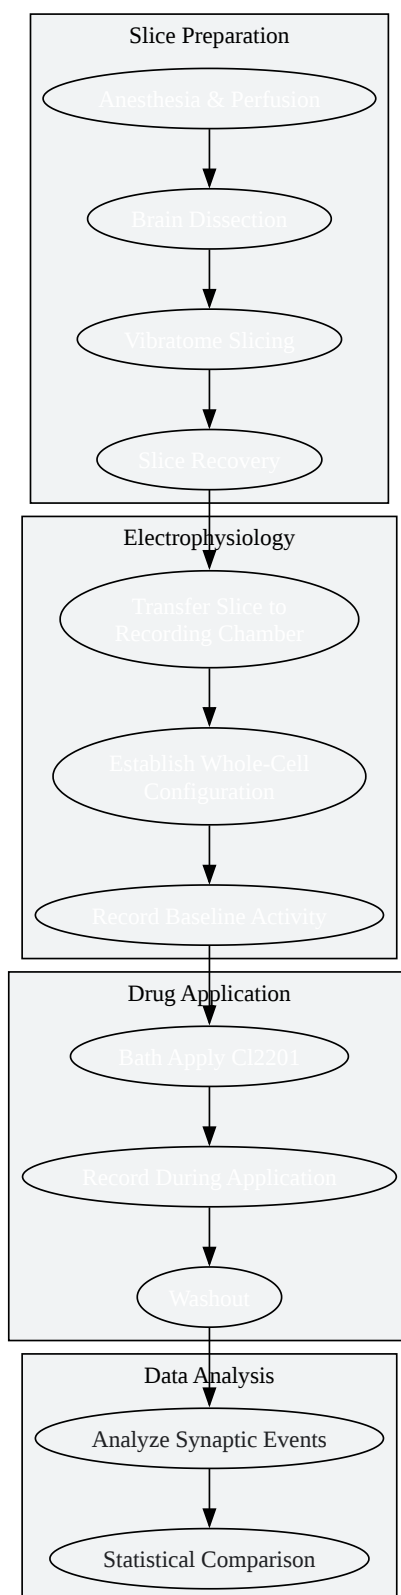 Slice Preparation
Anesthesia & Perfusion
Brain Dissection
Vibratome Slicing
Slice Recovery
Electrophysiology
Transfer Slice to
Recording Chamber
Establish Whole-Cell
Configuration
Record Baseline Activity
Drug Application
Bath Apply Cl2201
Record During Application
Washout
Data Analysis
Analyze Synaptic Events
Statistical Comparison